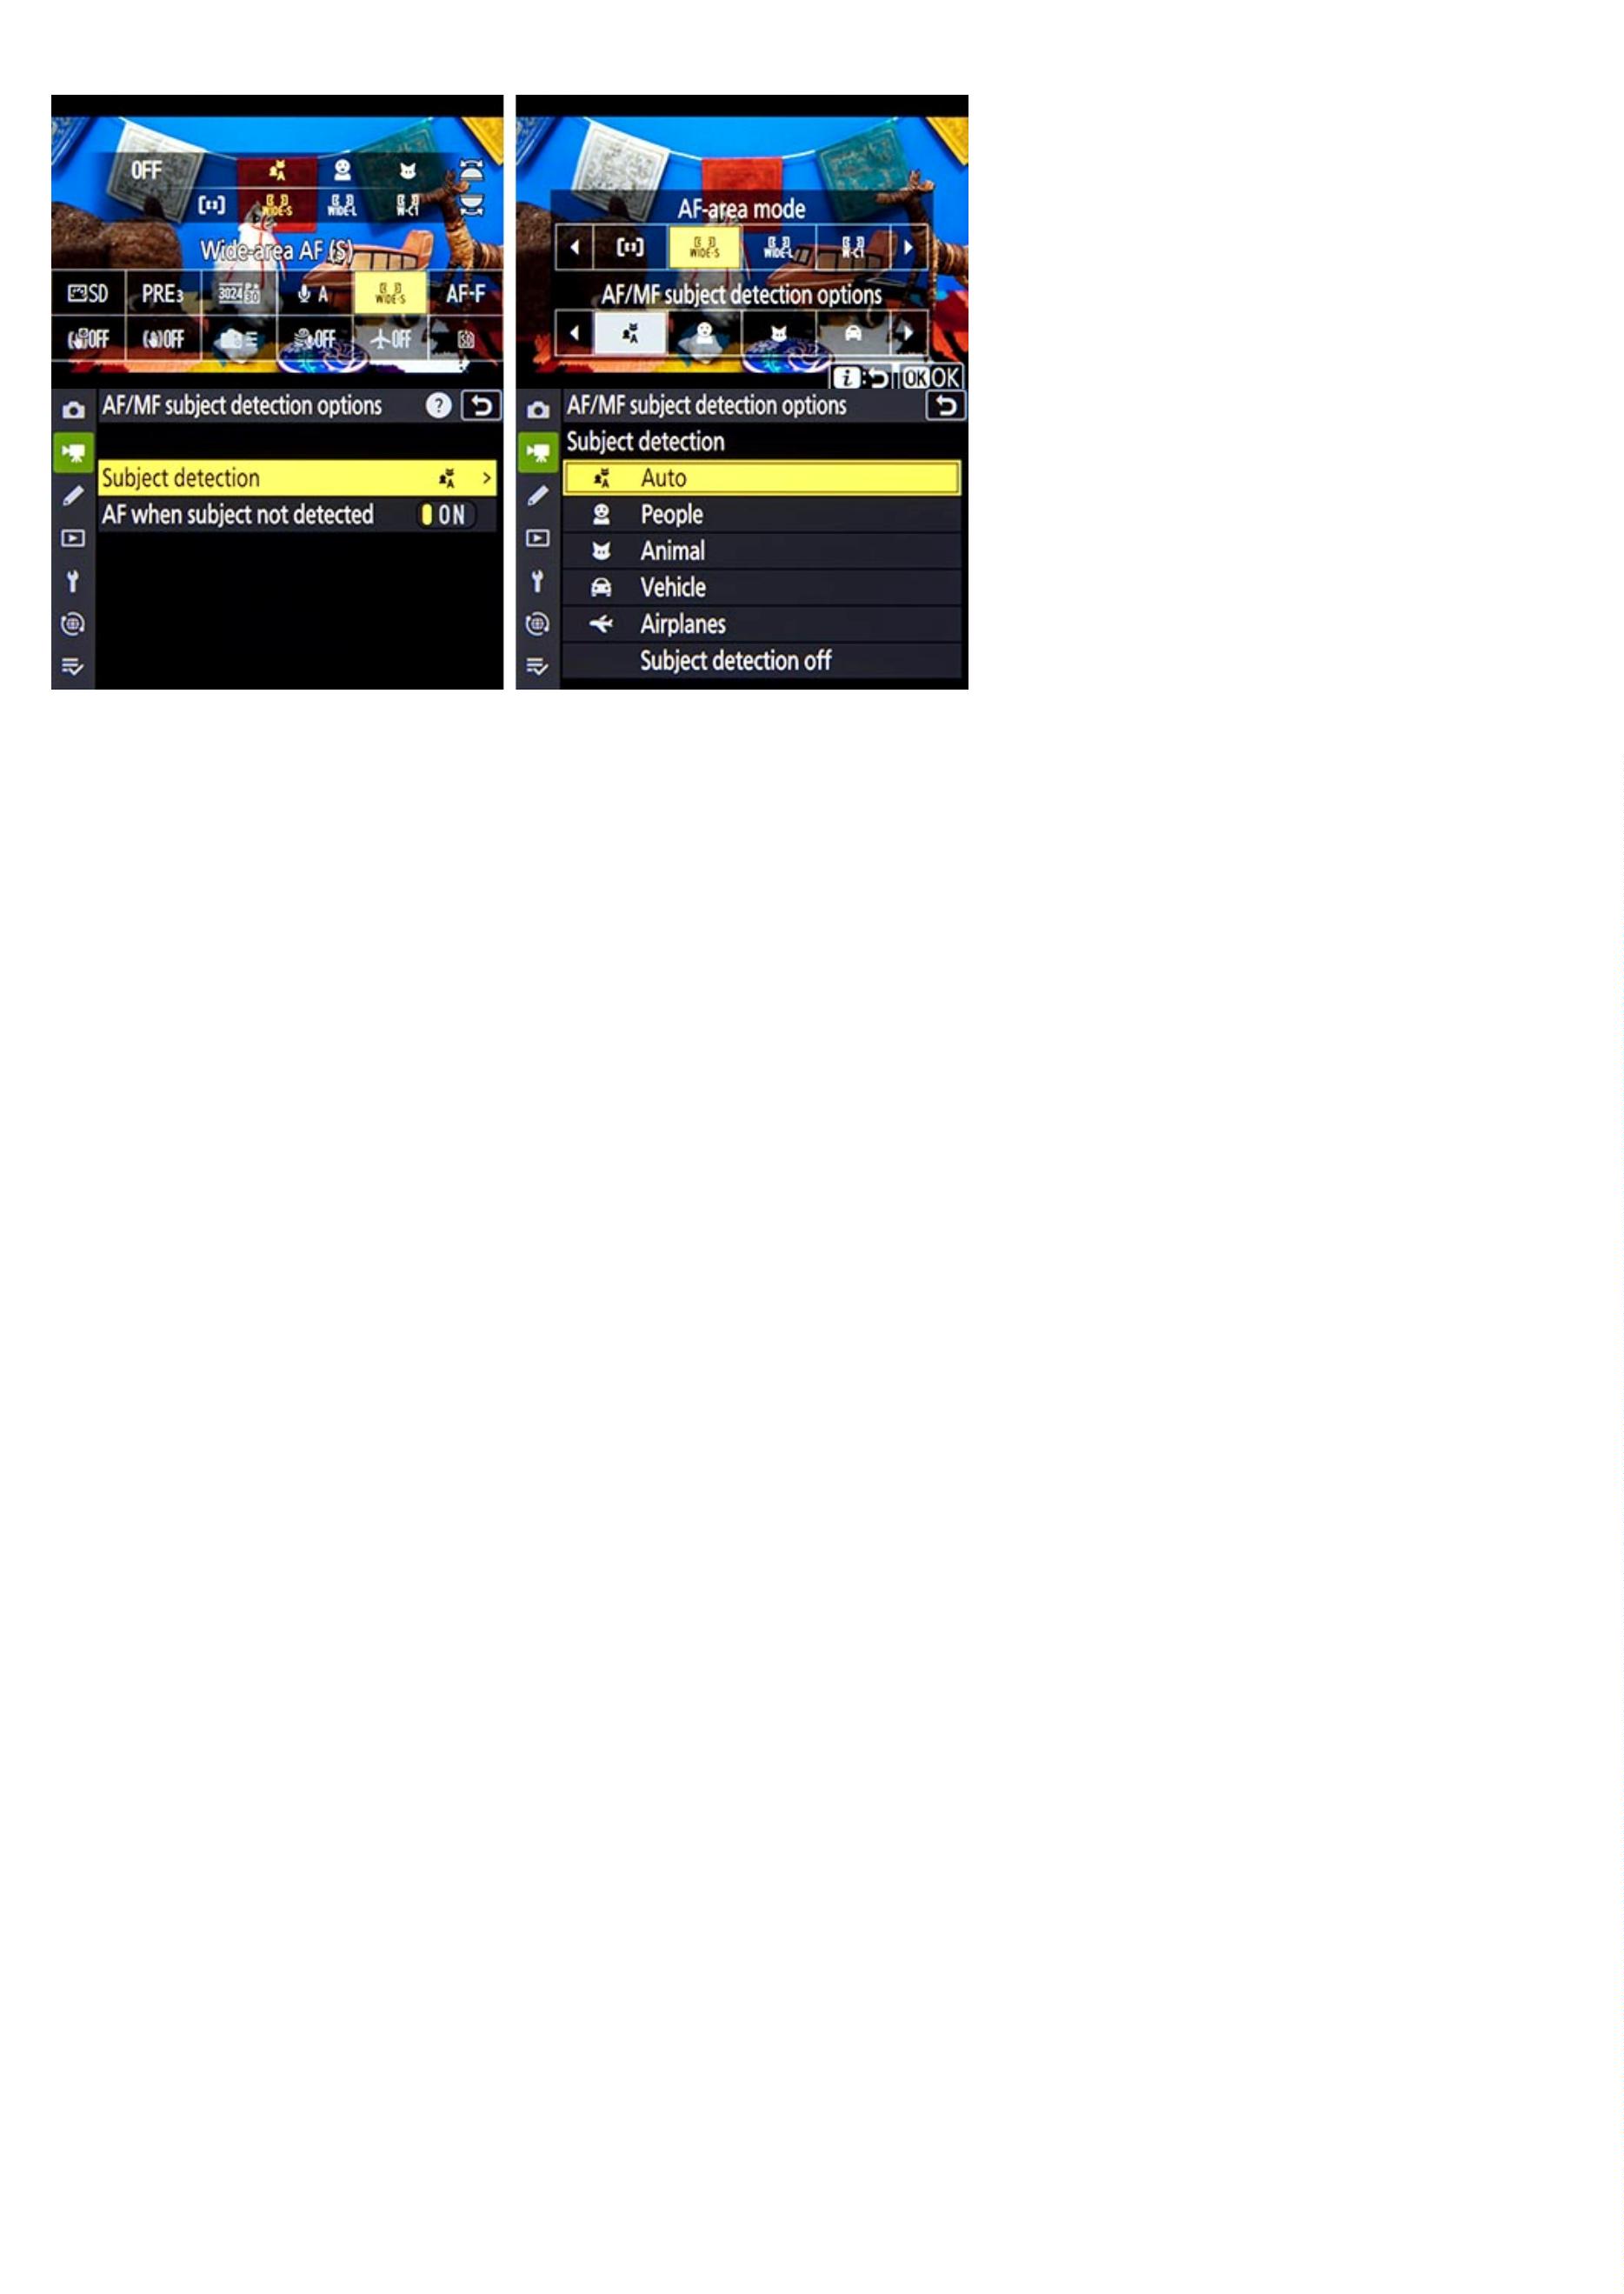 OFF
A
WIDE-S WIDE-L W-C1
Wide-area AF (S)
SD PRE3 3024 30 A WIDE-S AF-F
OFF OFF OFF OFF SD
AF/MF subject detection options ?
Subject detection A >
AF when subject not detected ON
AF-area mode
WIDE-S WIDE-L W-C1
AF/MF subject detection options
A
i OK OK
AF/MF subject detection options
Subject detection
A Auto
People
Animal
Vehicle
Airplanes
Subject detection off